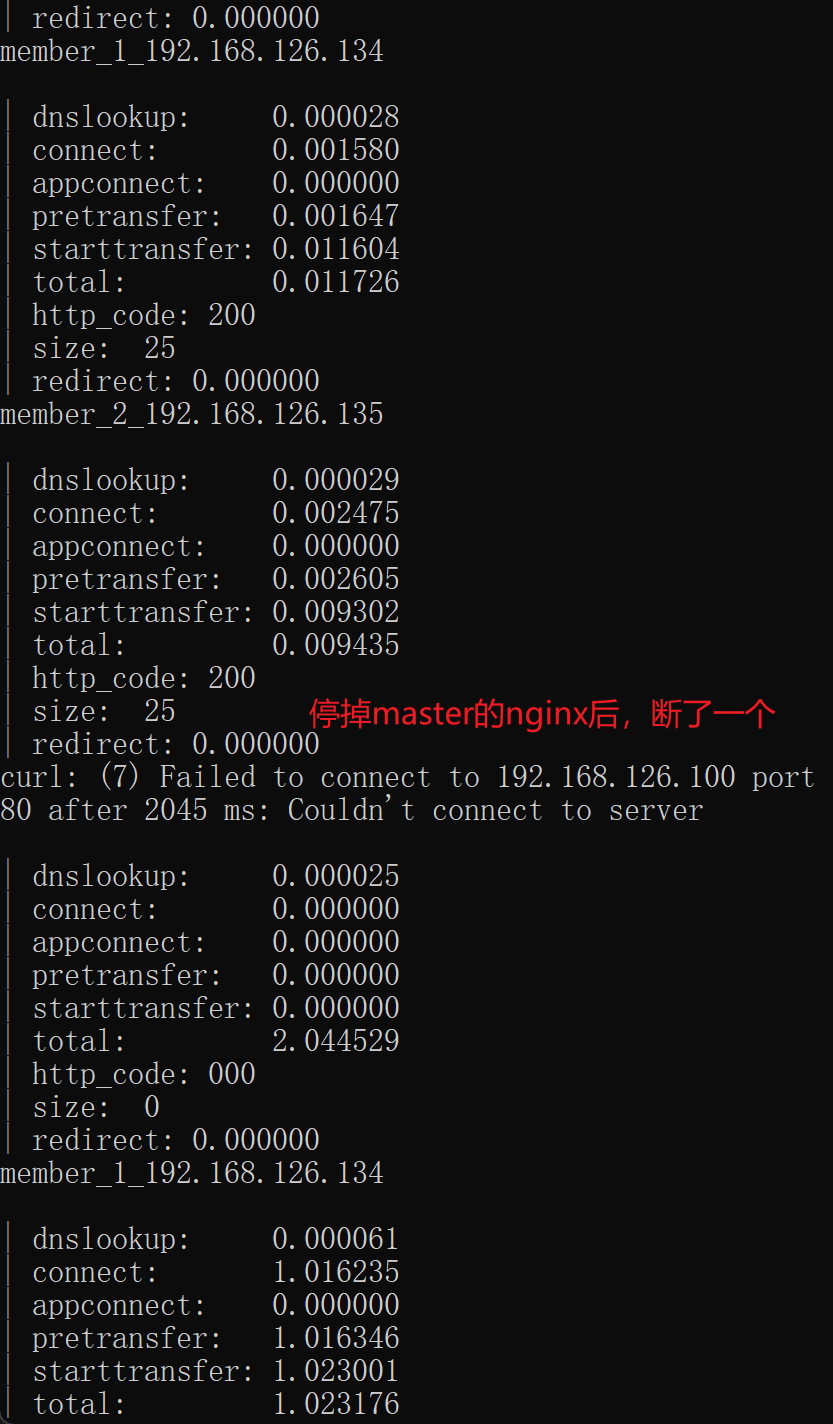 | redirect: 0.000000
member_1_192.168.126.134
| dnslookup: 0.000028
| connect: 0.001580
| appconnect: 0.000000
| pretransfer: 0.001647
| starttransfer: 0.011604
| total: 0.011726
| http_code: 200
| size: 25
| redirect: 0.000000
member_2_192.168.126.135
| dnslookup: 0.000029
| connect: 0.002475
| appconnect: 0.000000
| pretransfer: 0.002605
| starttransfer: 0.009302
| total: 0.009435
| http_code: 200
| size: 25
停掉master的nginx后，断了一个
| redirect: 0.000000
curl: (7) Failed to connect to 192.168.126.100 port
80 after 2045 ms: Couldn't connect to server
| dnslookup: 0.000025
| connect: 0.000000
| appconnect: 0.000000
| pretransfer: 0.000000
| starttransfer: 0.000000
| total: 2.044529
| http_code: 000
| size: 0
| redirect: 0.000000
member_1_192.168.126.134
| dnslookup: 0.000061
| connect: 1.016235
| appconnect: 0.000000
| pretransfer: 1.016346
| starttransfer: 1.023001
| total: 1.023176